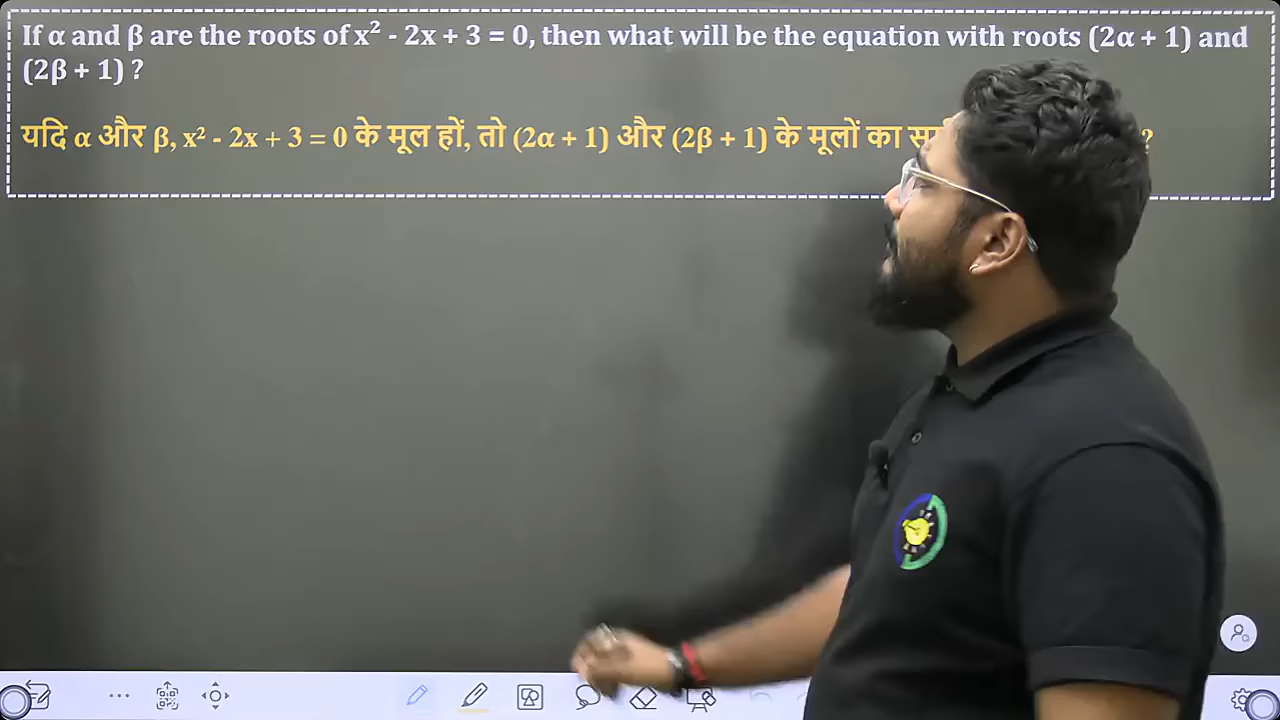 If α and β are the roots of x² - 2x + 3 = 0, then what will be the equation with roots (2α + 1) and
(2β + 1) ?
यदि α और β, x² - 2x + 3 = 0 के मूल हों, तो (2α + 1) और (2β + 1) के मूलों का ?